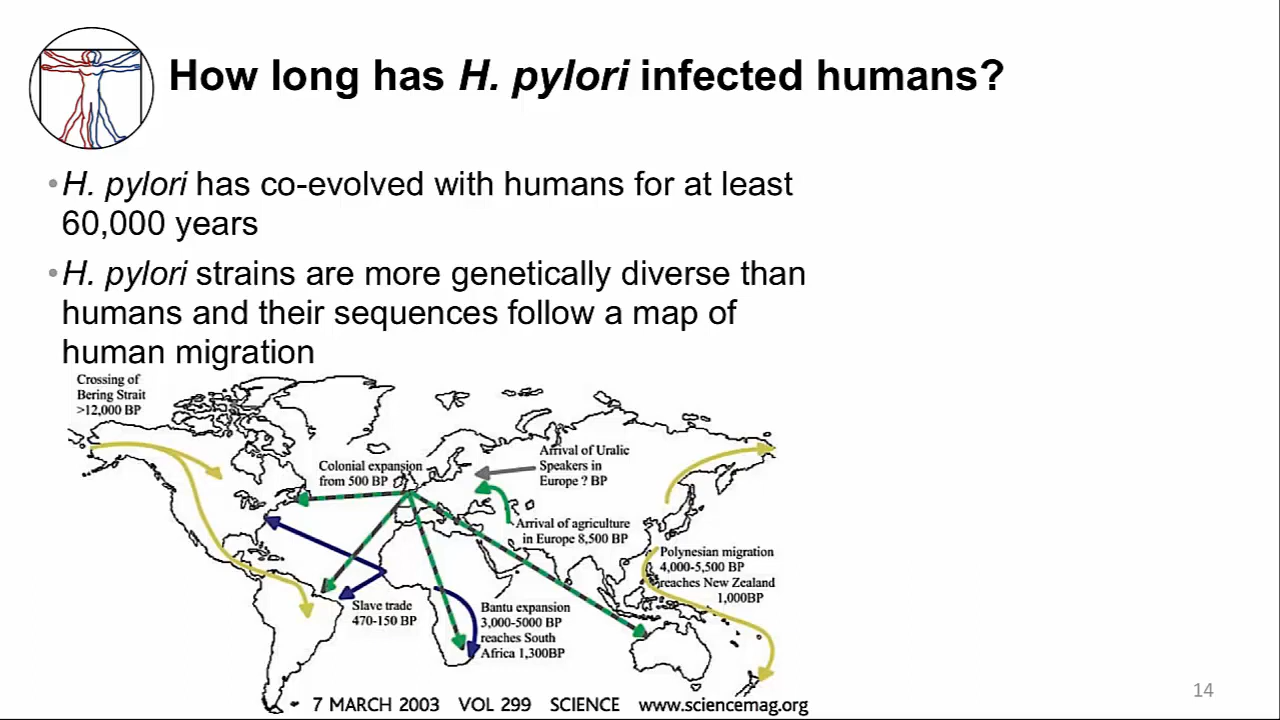 How long has H. pylori infected humans?
•H. pylori has co-evolved with humans for at least
60,000 years
•H. pylori strains are more genetically diverse than
humans and their sequences follow a map of
human migration
Crossing of
Bering Strait
>12,000 BP
Colonial expansion
from 500 BP
Arrival of Uralic
Speakers in
Europe ? BP
Arrival of agriculture
in Europe 8,500 BP
Polynesian migration
4,000-5,500 BP
reaches New Zealand
1,000BP
Slave trade
470-150 BP
Bantu expansion
3,000-5000 BP
reaches South
Africa 1,300BP
7 MARCH 2003 VOL 299 SCIENCE www.sciencemag.org
14